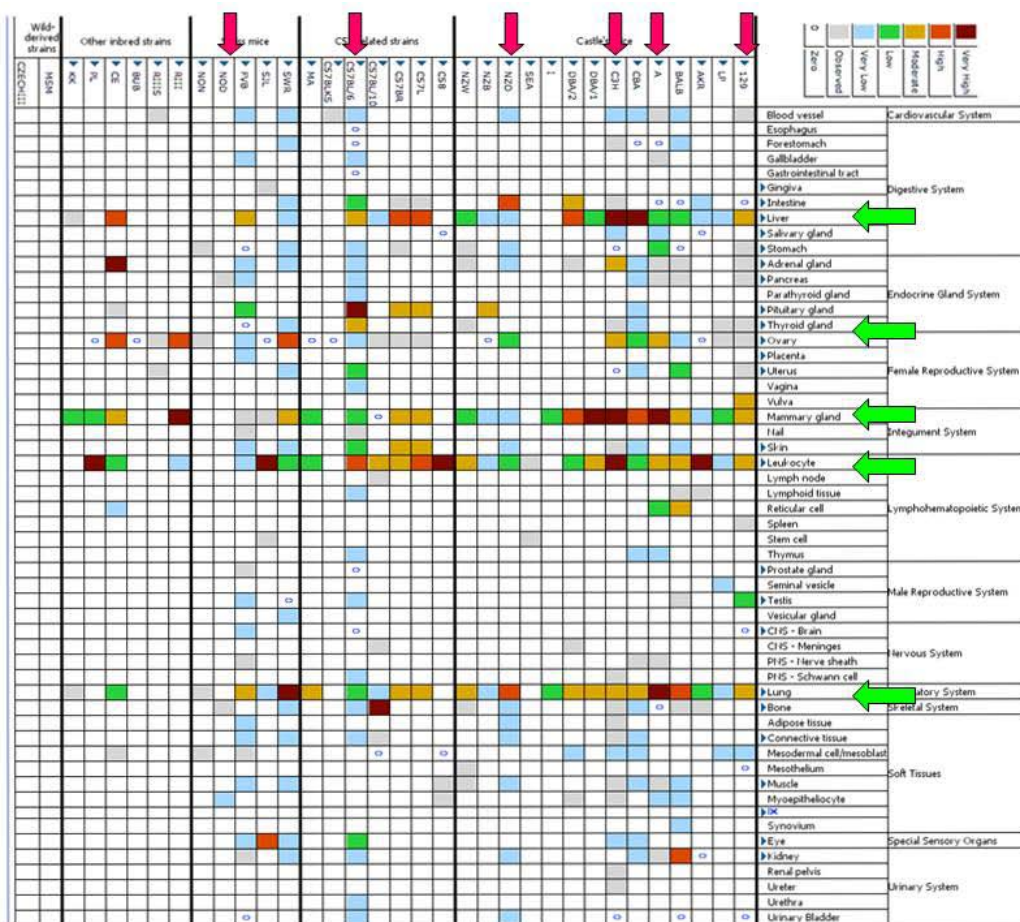 Wild-derived strains
Other inbred strains
mice
related strains
Castle's
Zero
Observed
Very Low
Low
Moderate
High
Very High
CZECHIII
MSM
KK
PL
CE
BUB
RIIIS
RIII
NON
NOD
FVB
SJL
SWR
MA
C57BLKS
C57BL/6
C57BL/10
C57BR
C57L
C58
NZW
NZB
NZO
SEA
I
DBA/2
DBA/1
C3H
CBA
A
BALB
AKR
LP
129
Blood vessel
Cardiovascular System
Esophagus
Forestomach
Gallbladder
Gastrointestinal tract
Gingiva
Digestive System
Intestine
Liver
Salivary gland
Stomach
Adrenal gland
Pancreas
Parathyroid gland
Endocrine Gland System
Pituitary gland
Thyroid gland
Ovary
Placenta
Uterus
Female Reproductive System
Vagina
Vulva
Mammary gland
Nail
Integument System
Skin
Leukocyte
Lymph node
Lymphoid tissue
Reticular cell
Lymphohematopoietic System
Spleen
Stem cell
Thymus
Prostate gland
Seminal vesicle
Male Reproductive System
Testis
Vesicular gland
CNS - Brain
CNS - Meninges
Nervous System
PNS - Nerve sheath
PNS - Schwann cell
Lung
atory System
Bone
Skeletal System
Adipose tissue
Connective tissue
Mesodermal cell/mesoblast
Mesothelium
Soft Tissues
Muscle
Myoepitheliocyte
Synovium
Eye
Special Sensory Organs
Kidney
Renal pelvis
Ureter
Urinary System
Urethra
Urinary Bladder